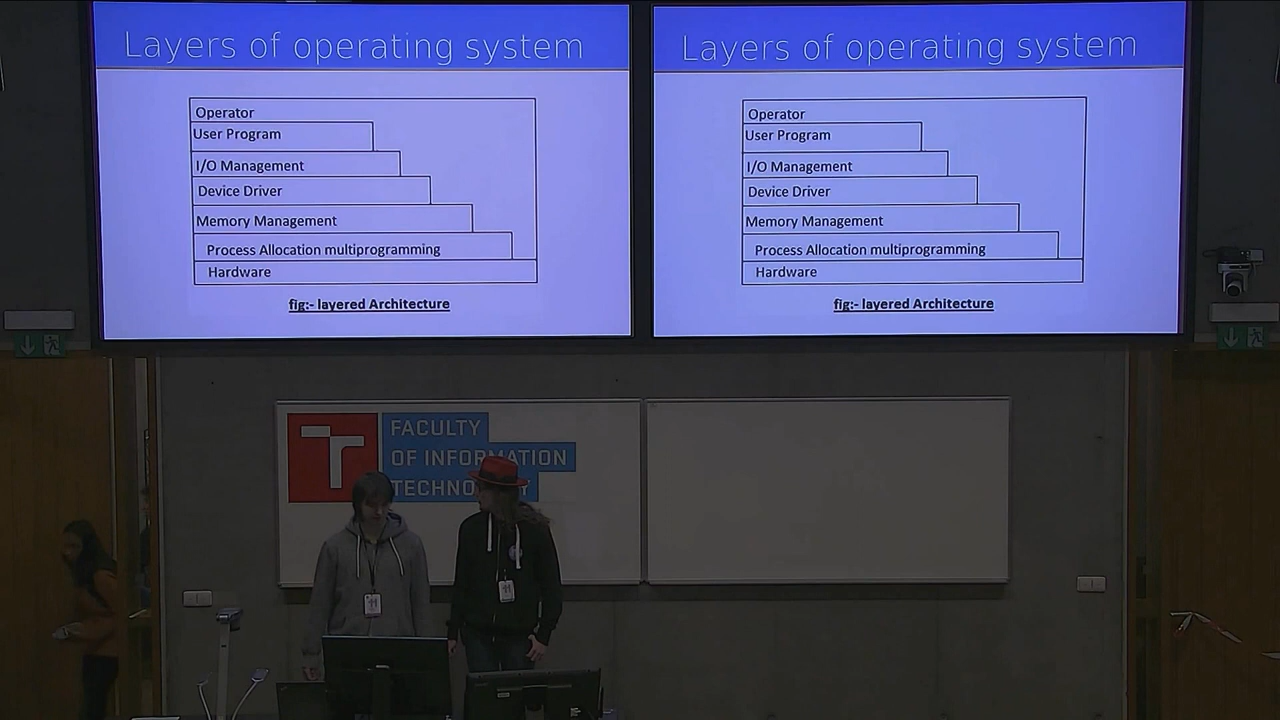 Layers of operating system
Operator
User Program
I/O Management
Device Driver
Memory Management
Process Allocation multiprogramming
Hardware
fig:- layered Architecture
Layers of operating system
Operator
User Program
I/O Management
Device Driver
Memory Management
Process Allocation multiprogramming
Hardware
fig:- layered Architecture
FACULTY
OF INFORMATION